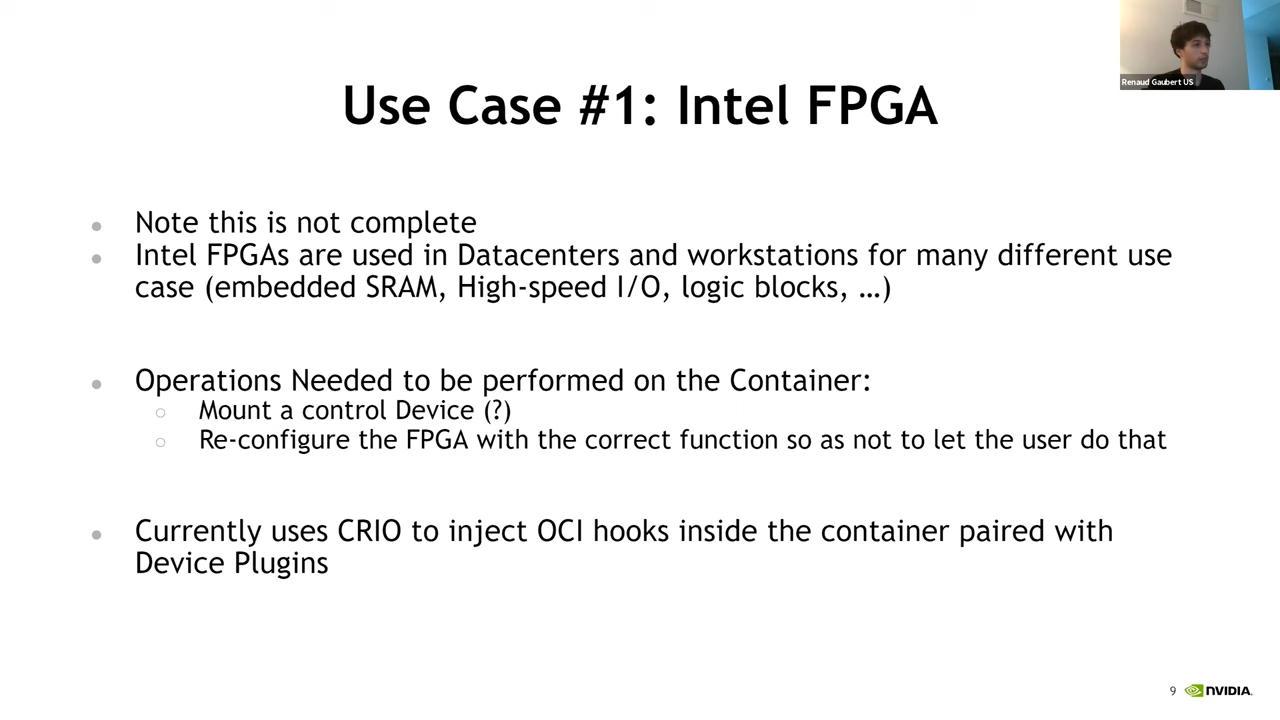 Renaud Gaubert US
Use Case #1: Intel FPGA
● Note this is not complete
● Intel FPGAs are used in Datacenters and workstations for many different use
case (embedded SRAM, High-speed I/O, logic blocks, …)
● Operations Needed to be performed on the Container:
○ Mount a control Device (?)
○ Re-configure the FPGA with the correct function so as not to let the user do that
● Currently uses CRIO to inject OCI hooks inside the container paired with
Device Plugins
9 NVIDIA.